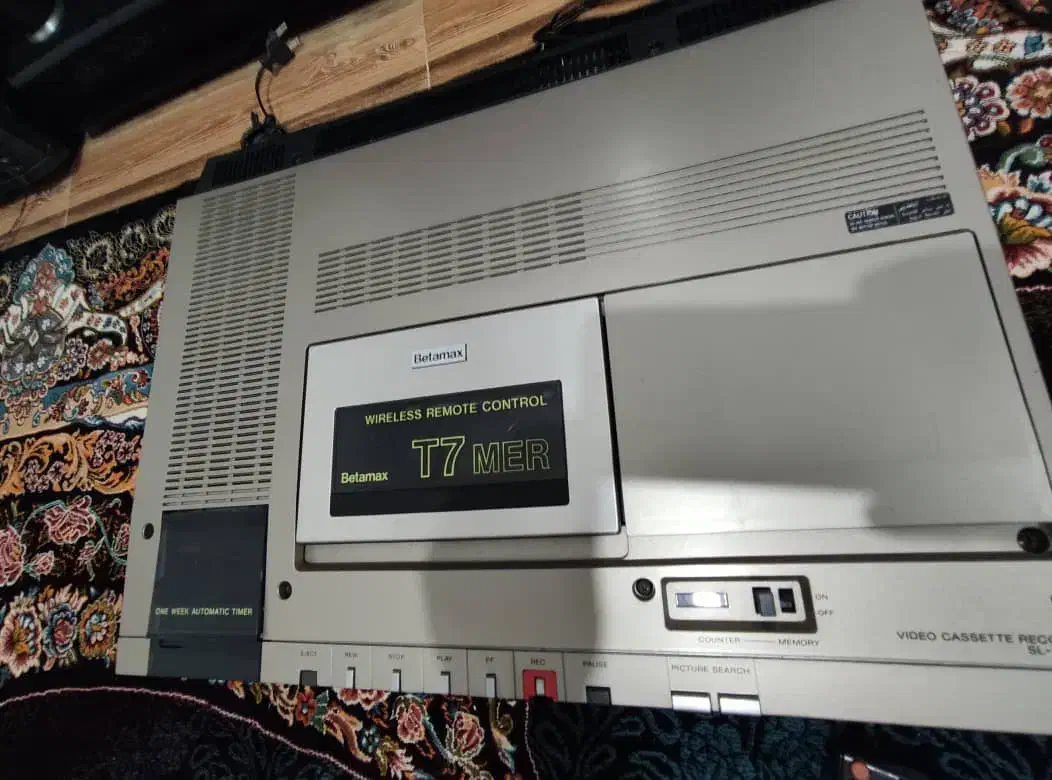 CAUTION
Betamax
WIRELESS REMOTE CONTROL
T7 MER
Betamax
ONE WEEK AUTOMATIC TIMER
ON
OFF
COUNTER MEMORY
VIDEO CASSETTE RECO
SL-
EJECT REW STOP PLAY FF REC PAUSE PICTURE SEARCH